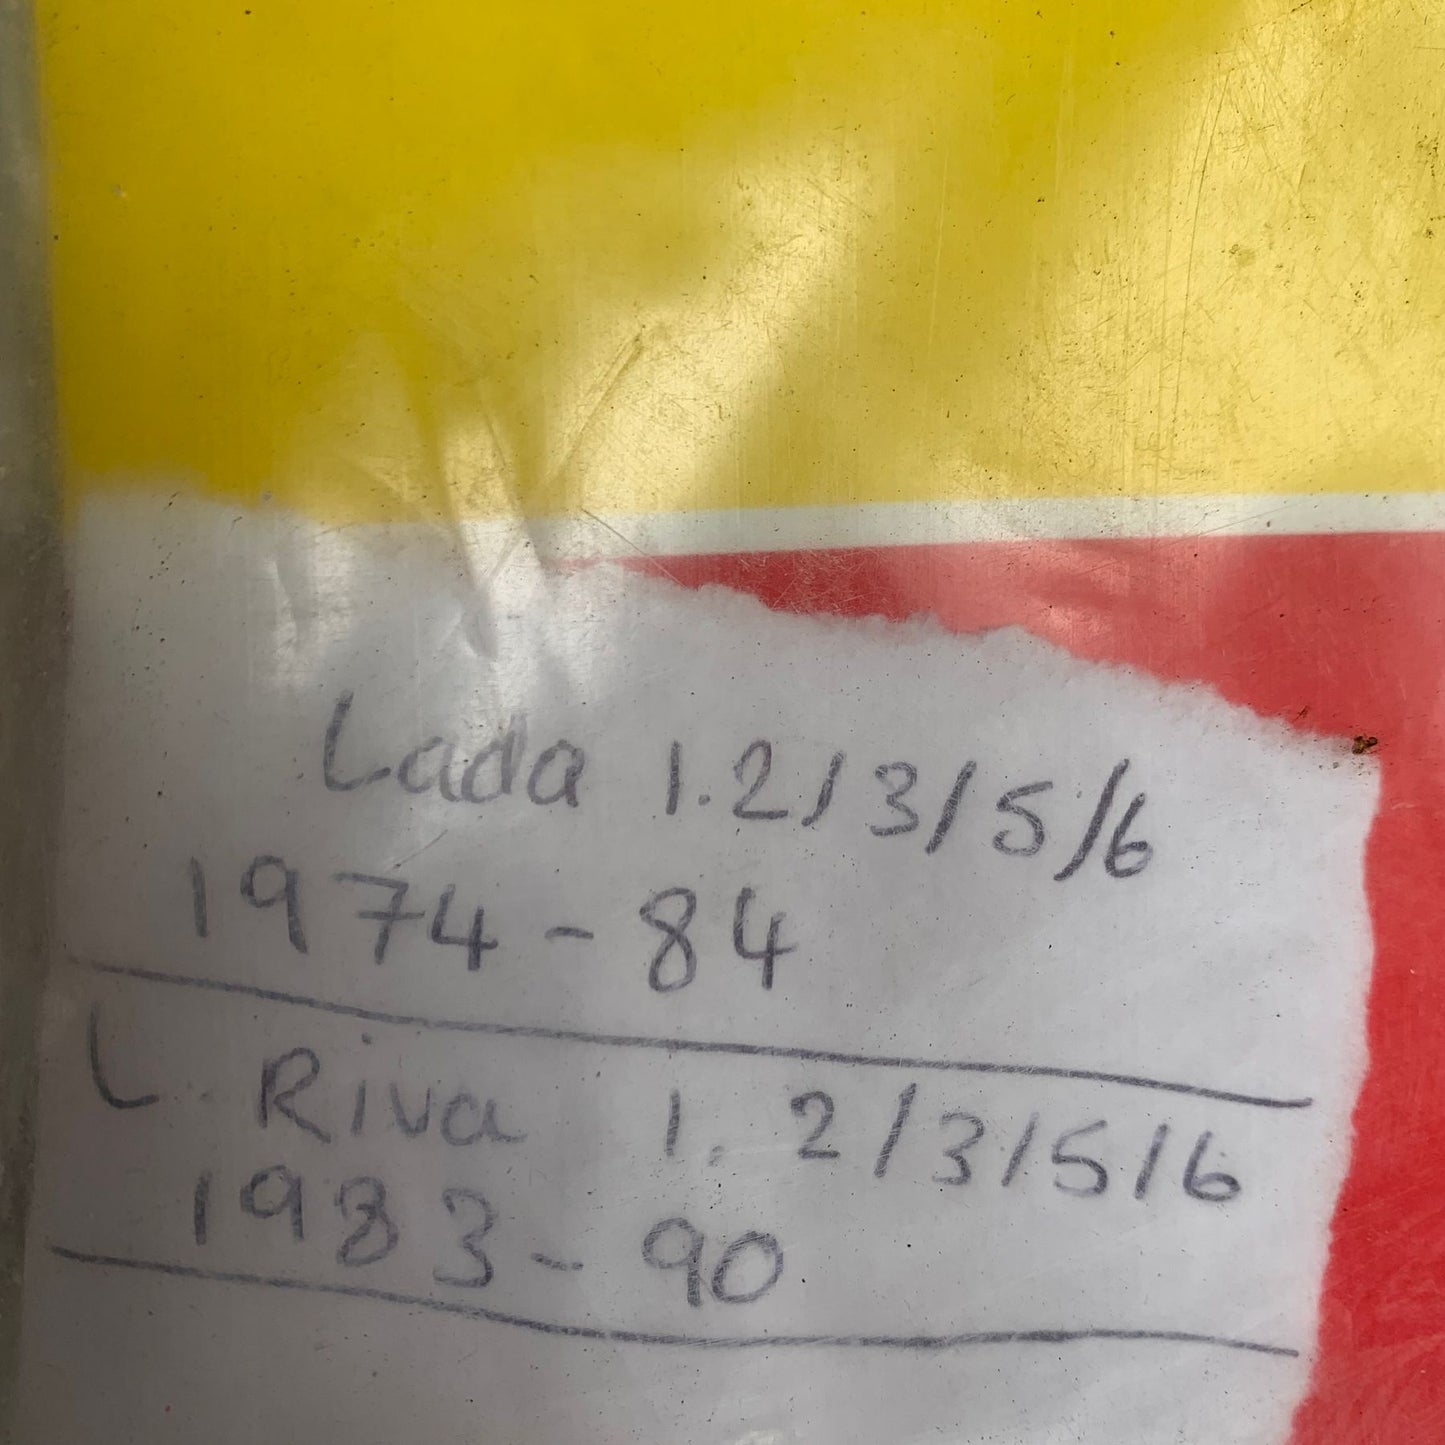 Lada 1.2/3/5/6
1974-84
L. Riva 1.2/3/5/6
1983-90